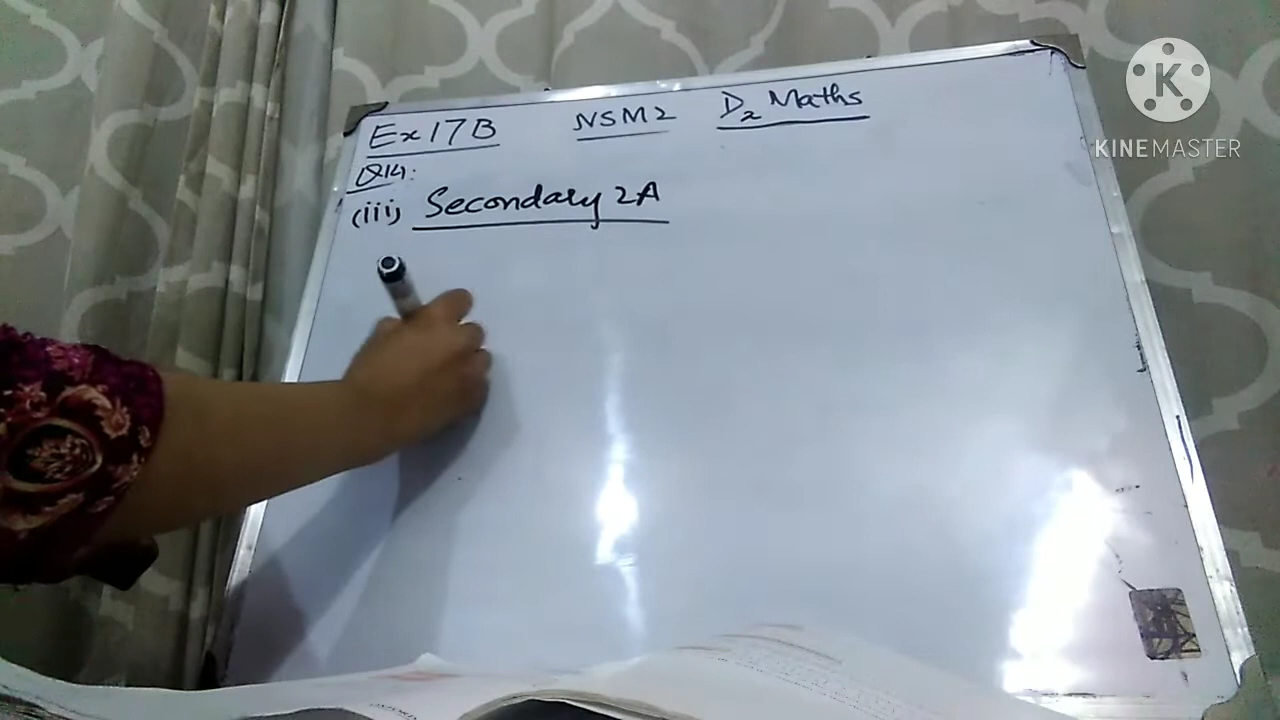 Ex 17B NSM2 D2 Maths
Q14:
(iii) Secondary 2A
K
KINEMASTER